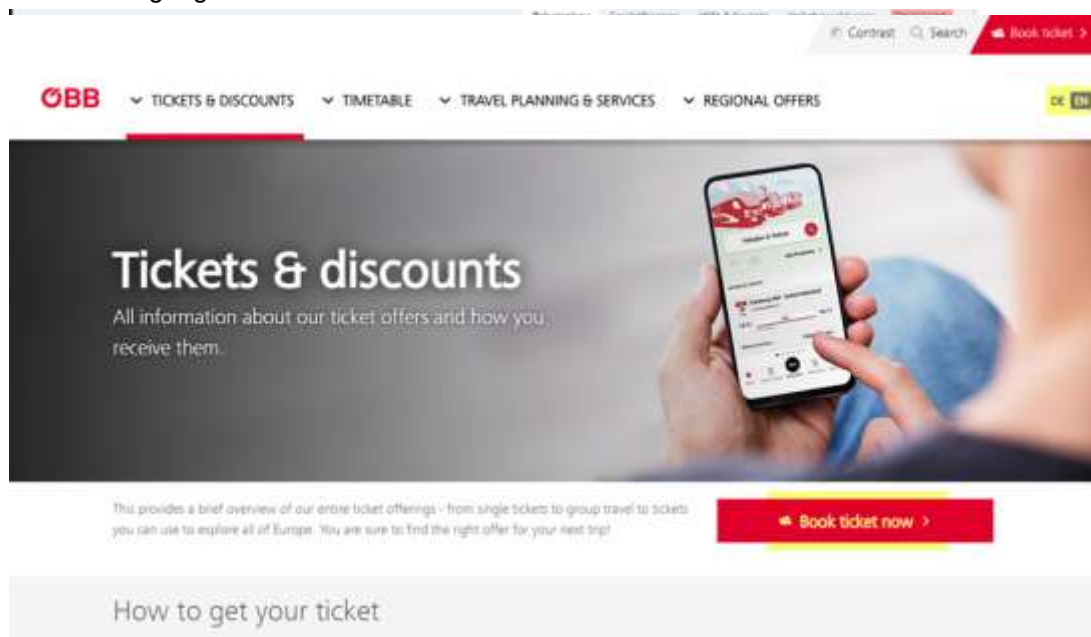 Contrast Search Book ticket >
ÖBB TICKETS & DISCOUNTS TIMETABLE TRAVEL PLANNING & SERVICES REGIONAL OFFERS DE EN
Tickets & discounts
All information about our ticket offers and how you
receive them.
This provides a brief overview of our entire ticket offerings - from single tickets to group travel to tickets
you can use to explore all of Europe. You are sure to find the right offer for your next trip!
Book ticket now >
How to get your ticket